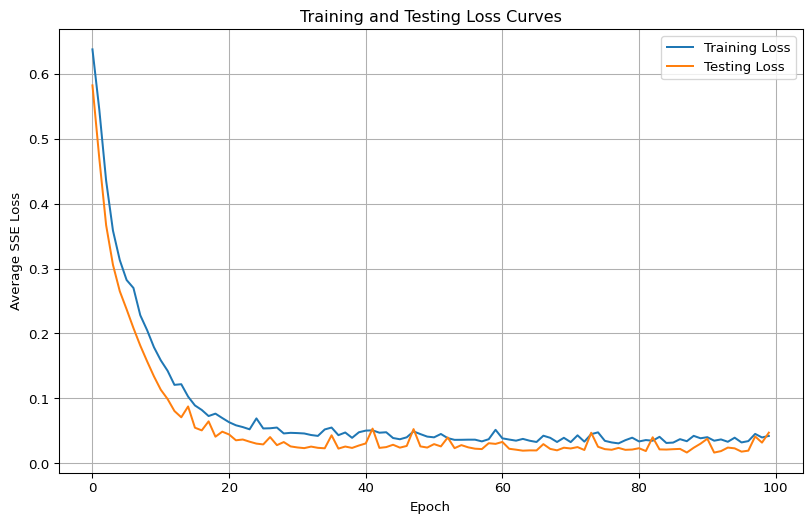 Training and Testing Loss Curves
Training Loss
Testing Loss
Average SSE Loss
0.6
0.5
0.4
0.3
0.2
0.1
0.0
0
20
40
60
80
100
Epoch